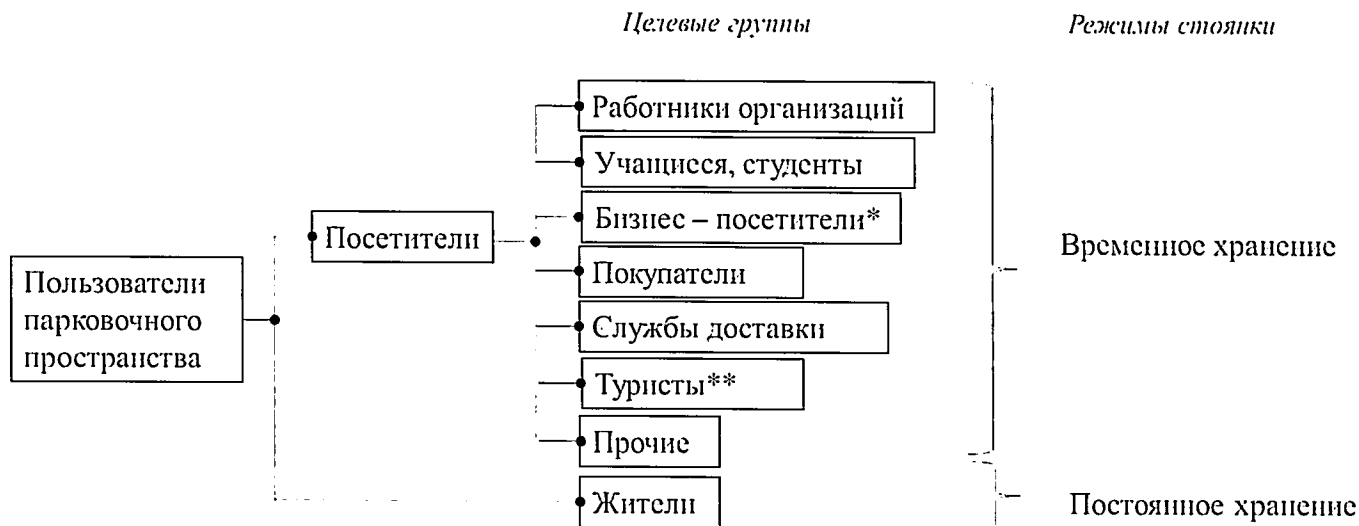 Целевые группы
Режимы стоянки
Работники организаций
Учащиеся, студенты
Бизнес – посетители*
Посетители
Покупатели
Временное хранение
Пользователи
парковочного
пространства
Службы доставки
Туристы**
Прочие
Жители
Постоянное хранение